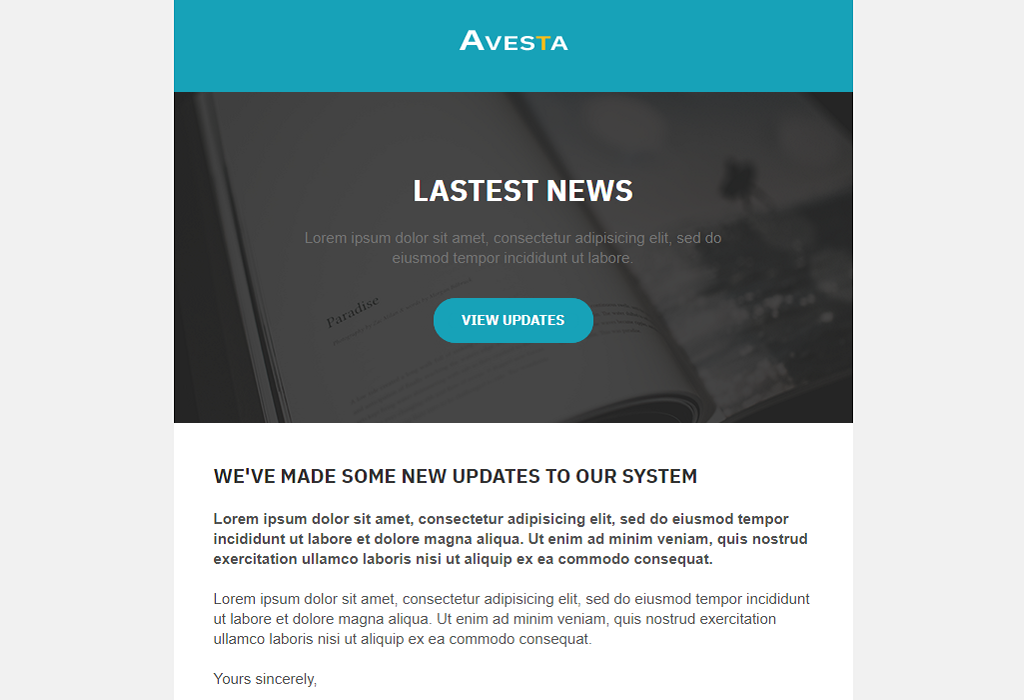 AVESTA
LASTEST NEWS
Lorem ipsum dolor sit amet, consectetur adipisicing elit, sed do
eiusmod tempor incididunt ut labore.
Paradise
VIEW UPDATES
WE'VE MADE SOME NEW UPDATES TO OUR SYSTEM
Lorem ipsum dolor sit amet, consectetur adipisicing elit, sed do eiusmod tempor
incididunt ut labore et dolore magna aliqua. Ut enim ad minim veniam, quis nostrud
exercitation ullamco laboris nisi ut aliquip ex ea commodo consequat.
Lorem ipsum dolor sit amet, consectetur adipisicing elit, sed do eiusmod tempor incididunt
ut labore et dolore magna aliqua. Ut enim ad minim veniam, quis nostrud exercitation
ullamco laboris nisi ut aliquip ex ea commodo consequat.
Yours sincerely,